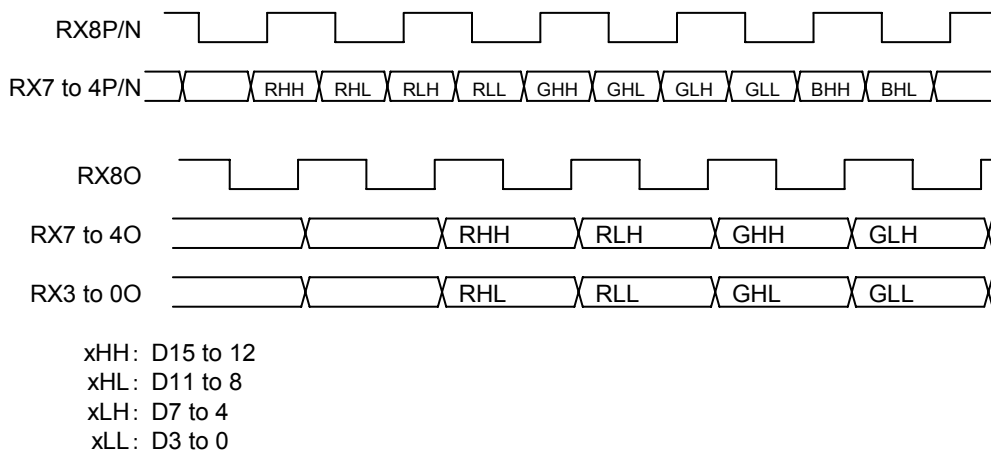 RX8P/N
RX7 to 4P/N RHH RHL RLH RLL GHH GHL GLH GLL BHH BHL
RX8O
RX7 to 4O RHH RLH GHH GLH
RX3 to 0O RHL RLL GHL GLL
xHH: D15 to 12
xHL: D11 to 8
xLH: D7 to 4
xLL: D3 to 0